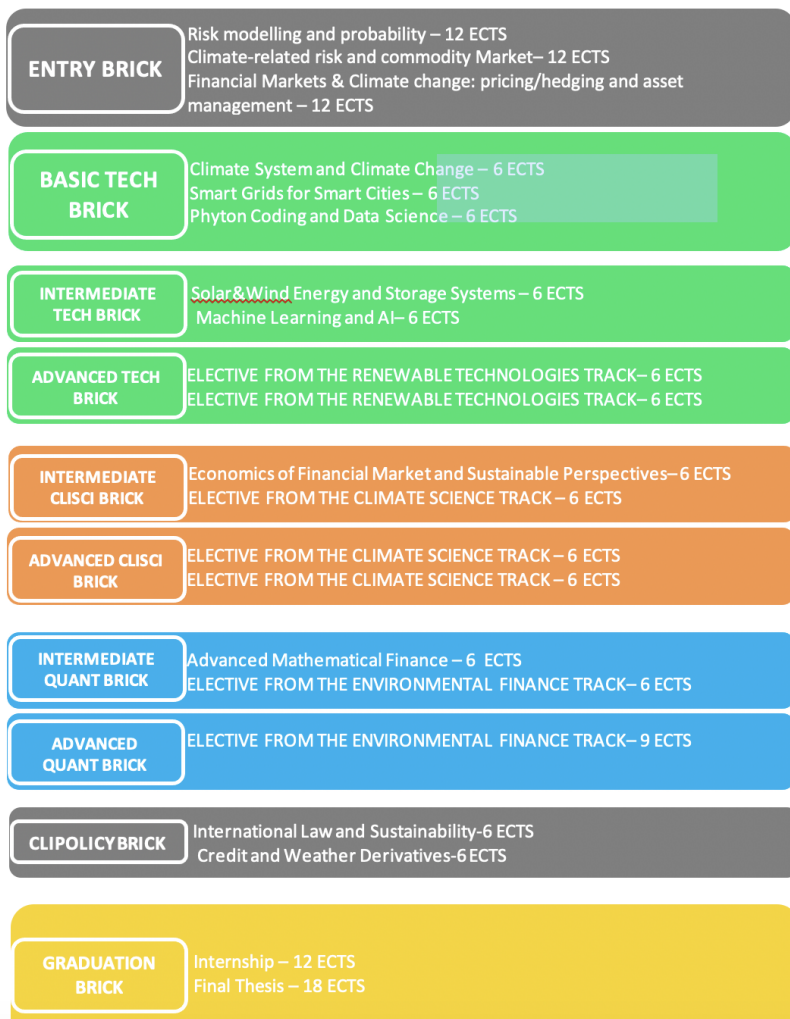 ENTRY BRICK
Risk modelling and probability – 12 ECTS
Climate-related risk and commodity Market– 12 ECTS
Financial Markets & Climate change: pricing/hedging and asset
management – 12 ECTS
BASIC TECH
BRICK
Climate System and Climate Change – 6 ECTS
Smart Grids for Smart Cities – 6 ECTS
Phyton Coding and Data Science – 6 ECTS
INTERMEDIATE
TECH BRICK
Solar&Wind Energy and Storage Systems – 6 ECTS
Machine Learning and AI– 6 ECTS
ADVANCED TECH
BRICK
ELECTIVE FROM THE RENEWABLE TECHNOLOGIES TRACK– 6 ECTS
ELECTIVE FROM THE RENEWABLE TECHNOLOGIES TRACK– 6 ECTS
INTERMEDIATE
CLISCI BRICK
Economics of Financial Market and Sustainable Perspectives– 6 ECTS
ELECTIVE FROM THE CLIMATE SCIENCE TRACK – 6 ECTS
ADVANCED CLISCI
BRICK
ELECTIVE FROM THE CLIMATE SCIENCE TRACK – 6 ECTS
ELECTIVE FROM THE CLIMATE SCIENCE TRACK – 6 ECTS
INTERMEDIATE
QUANT BRICK
Advanced Mathematical Finance – 6 ECTS
ELECTIVE FROM THE ENVIRONMENTAL FINANCE TRACK– 6 ECTS
ADVANCED
QUANT BRICK
ELECTIVE FROM THE ENVIRONMENTAL FINANCE TRACK– 9 ECTS
CLIPOLICY BRICK
International Law and Sustainability-6 ECTS
Credit and Weather Derivatives-6 ECTS
GRADUATION
BRICK
Internship – 12 ECTS
Final Thesis – 18 ECTS